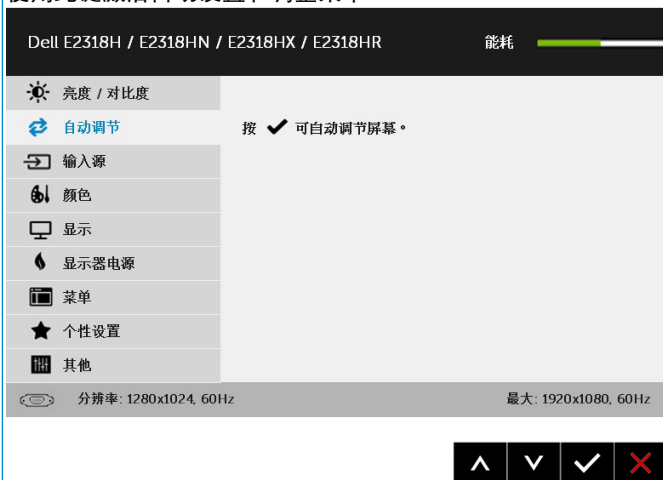 Dell E2318H / E2318HN / E2318HX / E2318HR 能耗
亮度 / 对比度
自动调节 按 ✔ 可自动调节屏幕。
输入源
颜色
显示
显示器电源
菜单
个性设置
其他
分辨率: 1280x1024, 60Hz 最大: 1920x1080, 60Hz